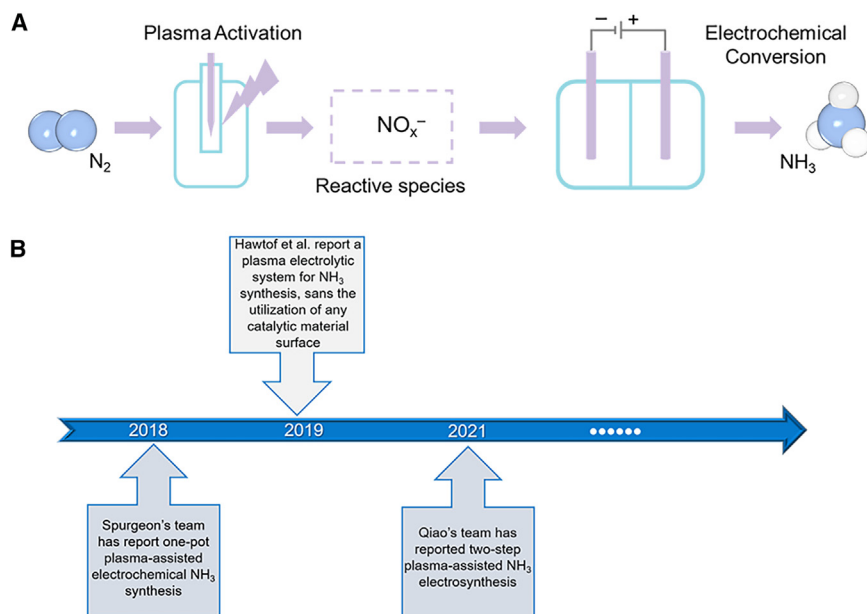 A
Plasma Activation
N₂
NOₓ⁻
Reactive species
− +
Electrochemical
Conversion
NH₃
B
Hawtof et al. report a
plasma electrolytic
system for NH₃
synthesis, sans the
utilization of any
catalytic material
surface
2018
2019
2021
••••••
Spurgeon's team
has report one-pot
plasma-assisted
electrochemical NH₃
synthesis
Qiao's team has
reported two-step
plasma-assisted NH₃
electrosynthesis